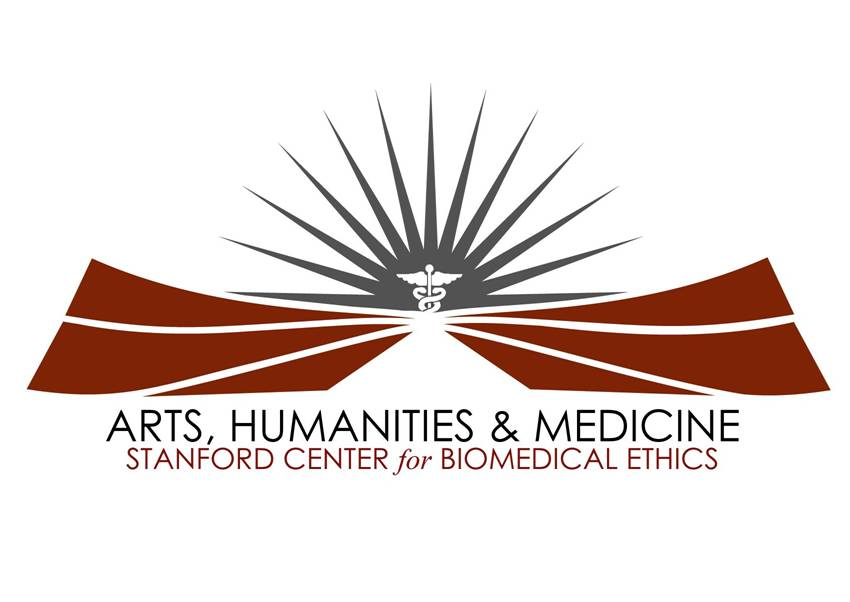 ARTS, HUMANITIES & MEDICINE
STANFORD CENTER for BIOMEDICAL ETHICS